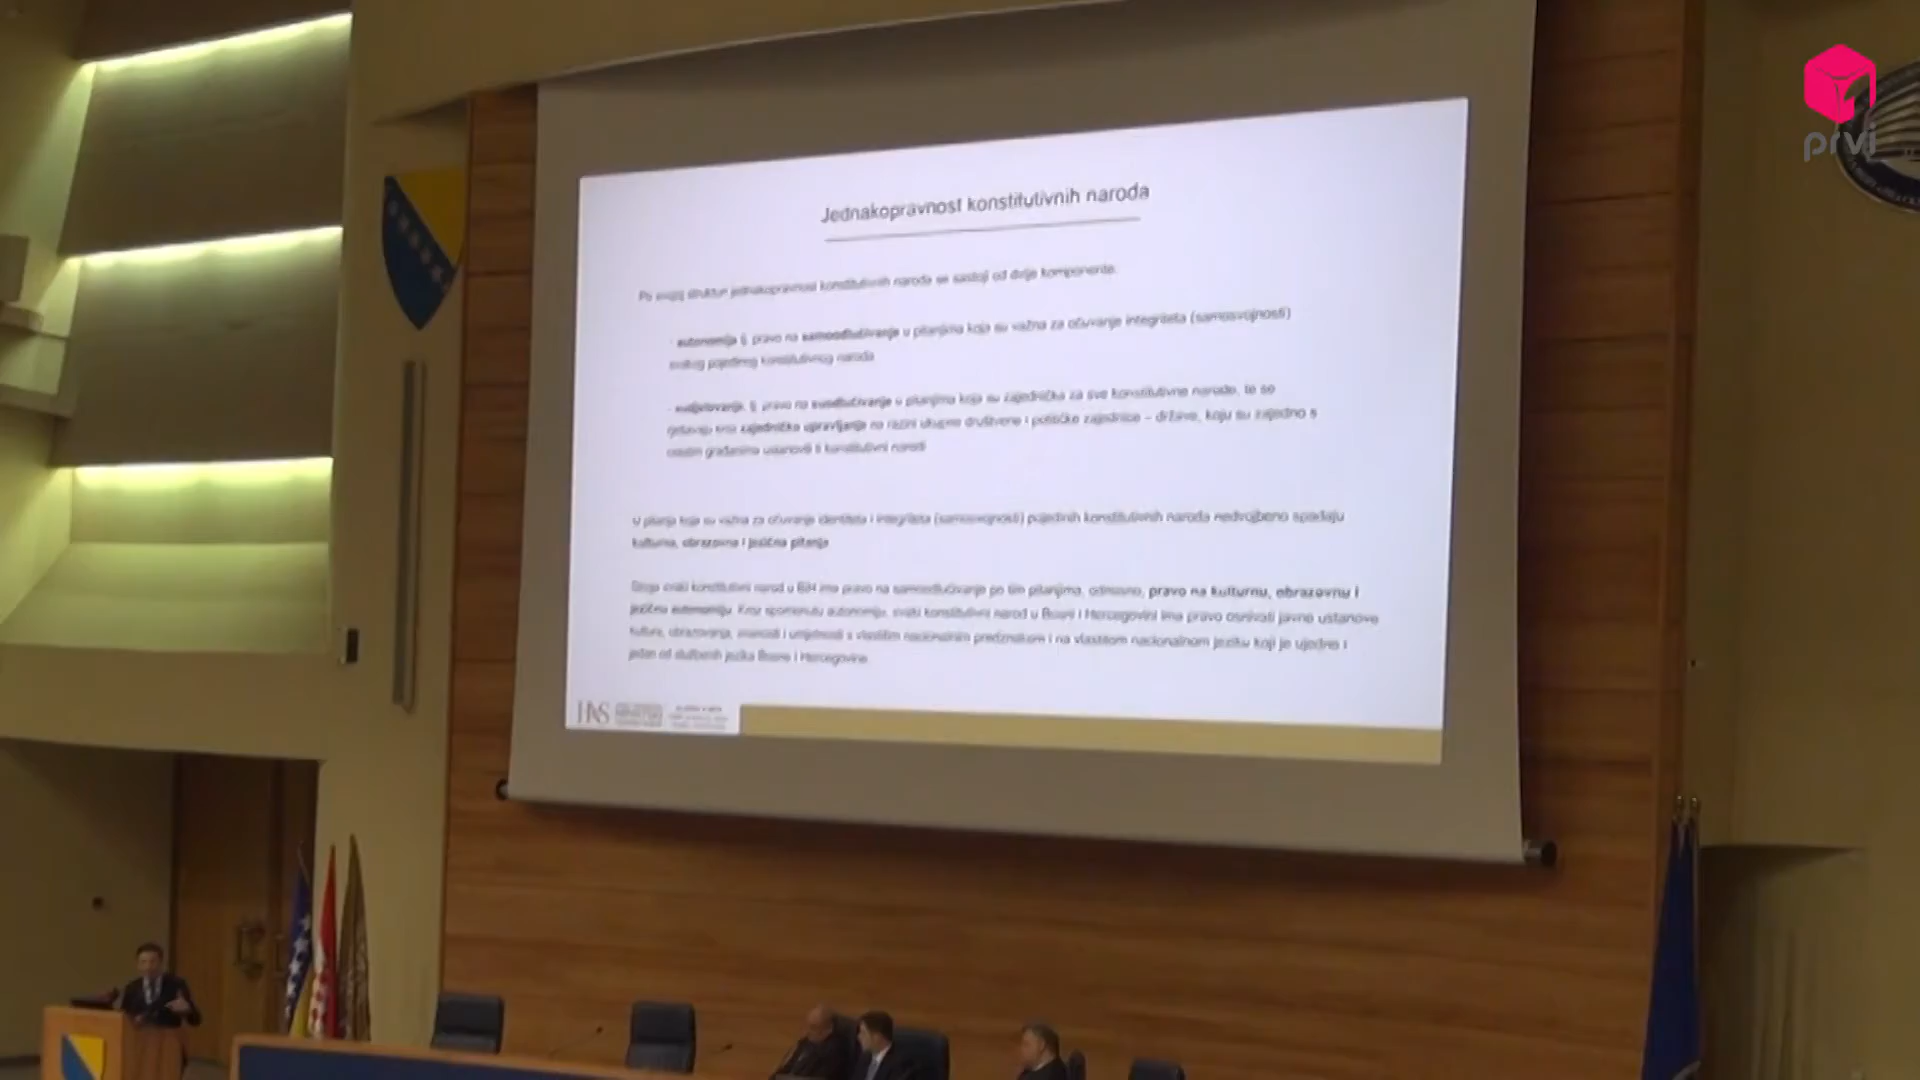 prvi
Jednakopravnost konstitutivnih naroda
Po svojoj strukturi jednakopravnost konstitutivnih naroda se sastoji od dvije komponente:
- autonomija tj. pravo na samoodlučivanje u pitanjima koja su važna za očuvanje integriteta (samosvojnosti)
svakog pojedinog konstitutivnog naroda
- sudjelovanje, tj. pravo na suodlučivanje u pitanjima koja su zajednička za sve konstitutivne narode, te se
rješavaju kroz zajedničko upravljanje na razini ukupne društvene i političke zajednice – države, koju su zajedno s
ostalim građanima ustanovili ti konstitutivni narodi
U pitanja koja su važna za očuvanje identiteta i integriteta (samosvojnosti) pojedinih konstitutivnih naroda nedvojbeno spadaju
kulturna, obrazovna i jezična pitanja
Stoga svaki konstitutivni narod u BiH ima pravo na samoodlučivanje po tim pitanjima, odnosno, pravo na kulturnu, obrazovnu i
jezičnu autonomiju. Kroz spomenutu autonomiju, svaki konstitutivni narod u Bosni i Hercegovini ima pravo osnivati javne ustanove
kulture, obrazovanja, znanosti i umjetnosti s vlastitim nacionalnim predznakom i na vlastitom nacionalnom jeziku koji je ujedno i
jedan od službenih jezika Bosne i Hercegovine